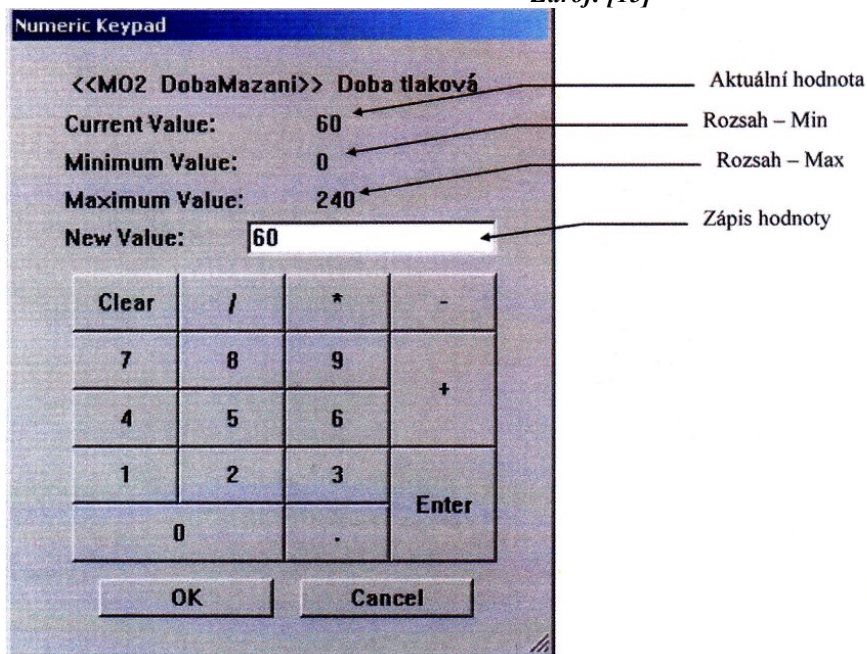 Zdroj: [15]
Numeric Keypad
<<MO2 DobaMazani>> Doba tlaková
Current Value: 60
Minimum Value: 0
Maximum Value: 240
New Value: 60
Aktuální hodnota
Rozsah – Min
Rozsah – Max
Zápis hodnoty
Clear / * -
7 8 9 +
4 5 6
1 2 3 Enter
0 .
OK Cancel